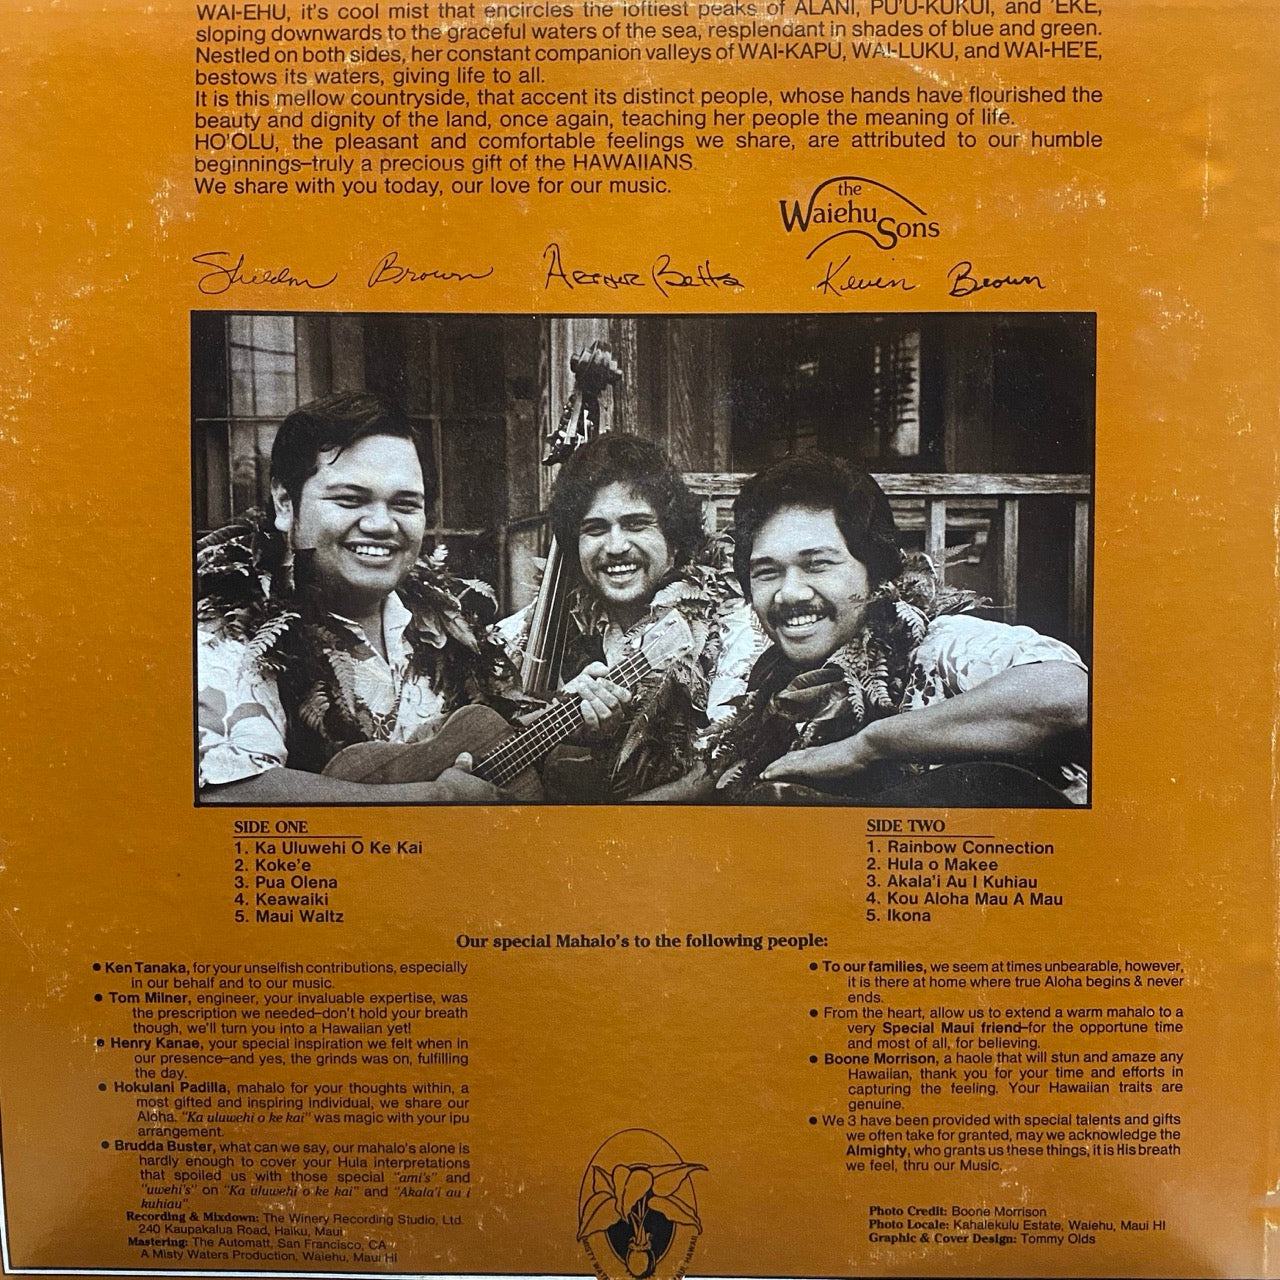 WAI-EHU, it's cool mist that encircles the loftiest peaks of ALANI, PU'U-KUKUI, and 'EKE,
sloping downwards to the graceful waters of the sea, resplendant in shades of blue and green.
Nestled on both sides, her constant companion valleys of WAI-KAPU, WAI-LUKU, and WAI-HE'E,
bestows its waters, giving life to all.
It is this mellow countryside, that accent its distinct people, whose hands have flourished the
beauty and dignity of the land, once again, teaching her people the meaning of life.
HO'OLU, the pleasant and comfortable feelings we share, are attributed to our humble
beginnings–truly a precious gift of the HAWAIIANS.
We share with you today, our love for our music.
the
Waiehu
Sons
Sheldon Brown Arthur Betts Kevin Brown
SIDE ONE
1. Ka Uluwehi O Ke Kai
2. Koke'e
3. Pua Olena
4. Keawaiki
5. Maui Waltz
SIDE TWO
1. Rainbow Connection
2. Hula o Makee
3. Akala'i Au I Kuhiau
4. Kou Aloha Mau A Mau
5. Ikona
Our special Mahalo's to the following people:
• Ken Tanaka, for your unselfish contributions, especially
in our behalf and to our music.
• Tom Milner, engineer, your invaluable expertise, was
the prescription we needed–don't hold your breath
though, we'll turn you into a Hawaiian yet!
• Henry Kanae, your special inspiration we felt when in
our presence–and yes, the grinds was on, fulfilling
the day.
• Hokulani Padilla, mahalo for your thoughts within, a
most gifted and inspiring individual, we share our
Aloha. "Ka uluwehi o ke kai" was magic with your ipu
arrangement.
• Brudda Buster, what can we say, our mahalo's alone is
hardly enough to cover your Hula interpretations
that spoiled us with those special "ami's" and
"uwehi's" on "Ka uluwehi o ke kai" and "Akala'i au i
kuhiau"
Recording & Mixdown: The Winery Recording Studio, Ltd.
240 Kaupakalua Road, Haiku, Maui
Mastering: The Automatt, San Francisco, CA
A Misty Waters Production, Waiehu, Maui HI
• To our families, we seem at times unbearable, however,
it is there at home where true Aloha begins & never
ends.
• From the heart, allow us to extend a warm mahalo to a
very Special Maui friend–for the opportune time
and most of all, for believing.
• Boone Morrison, a haole that will stun and amaze any
Hawaiian, thank you for your time and efforts in
capturing the feeling. Your Hawaiian traits are
genuine.
• We 3 have been provided with special talents and gifts
we often take for granted, may we acknowledge the
Almighty, who grants us these things, it is His breath
we feel, thru our Music.
Photo Credit: Boone Morrison
Photo Locale: Kahalekulu Estate, Waiehu, Maui HI
Graphic & Cover Design: Tommy Olds
MISTY WAT
HAWAII